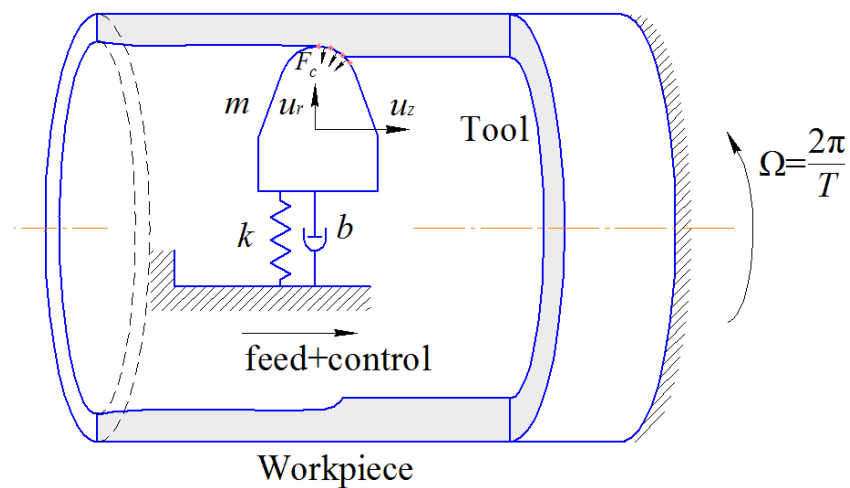 F_c
m
u_r
u_z
Tool
Ω=2π/T
k
b
feed+control
Workpiece